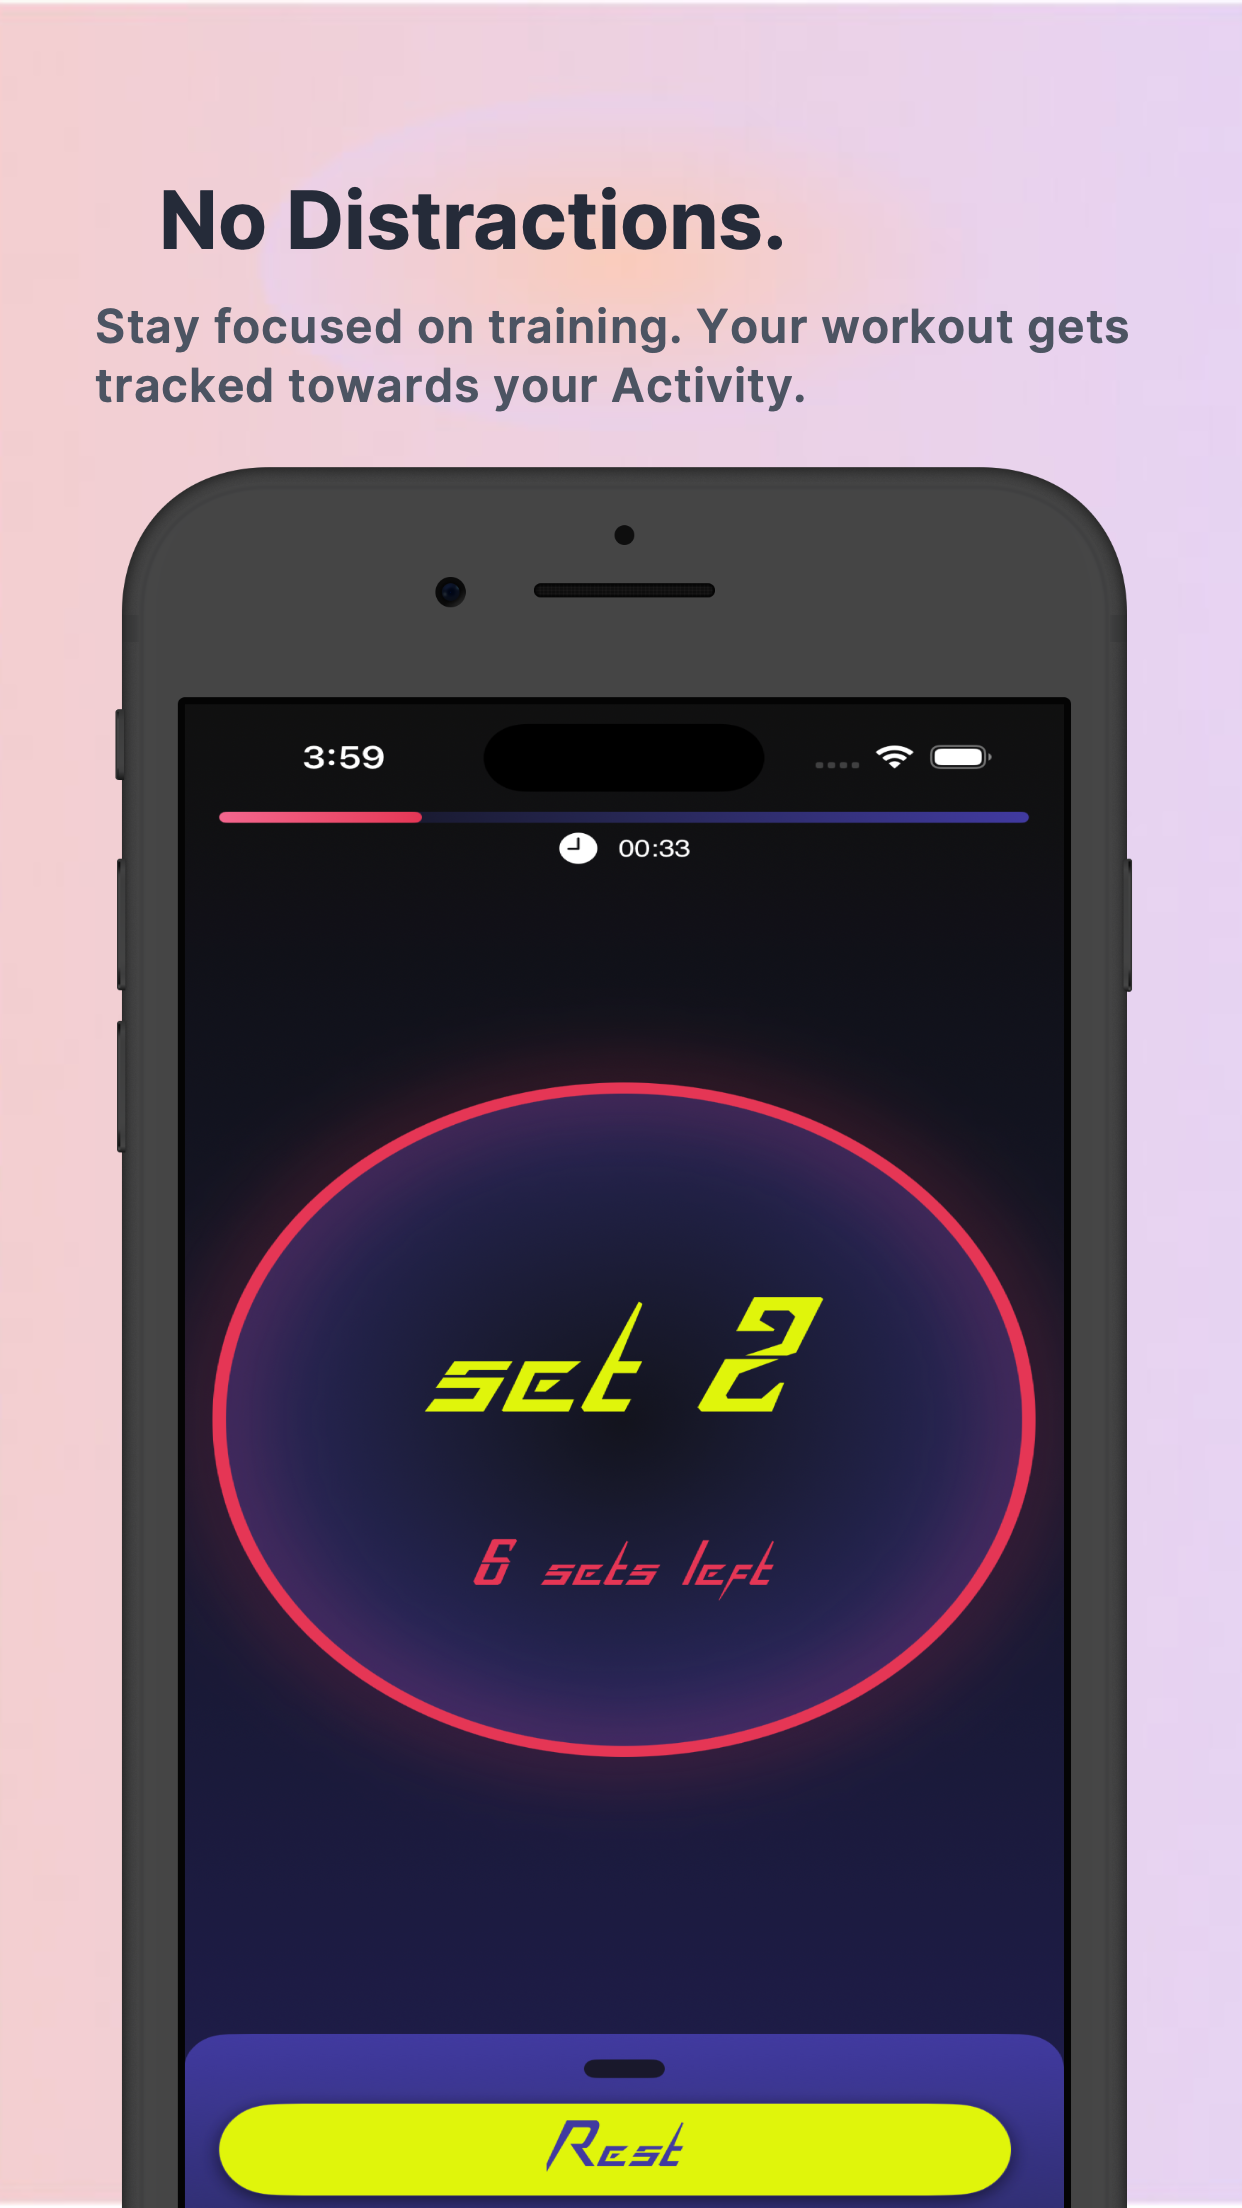 No Distractions.
Stay focused on training. Your workout gets
tracked towards your Activity.
3:59
00:33
set 2
6 sets left
Rest